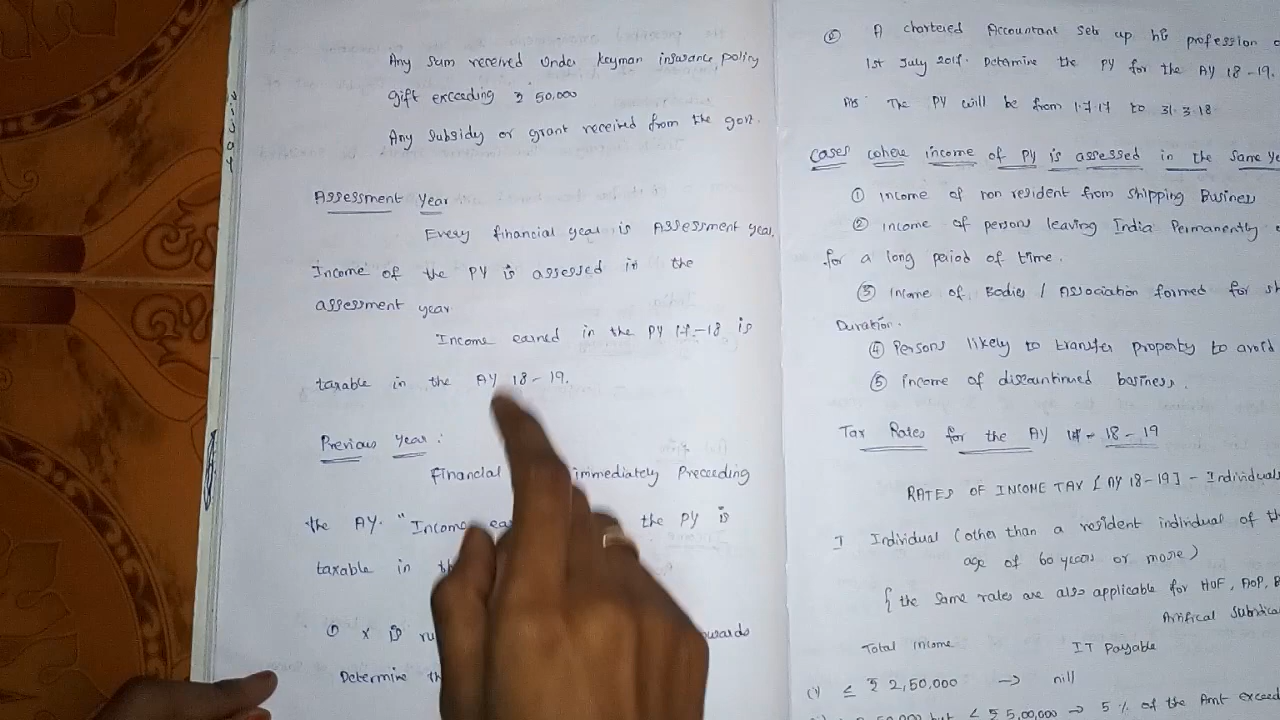 Any sum received under keyman insurance policy
Gift exceeding ₹ 50,000
Any subsidy or grant received from the govt.
Assessment Year
Every financial year is Assessment year.
Income of the PY is assessed in the
assessment year
Income earned in the PY 17-18 is
taxable in the AY 18-19.
Previous Year :
Financial immediately Preceeding
the AY. "Income the PY is
taxable in
① X is
Determine
vijay
② A chartered Accountant sets up his profession
1st July 2017. Determine the PY for the AY 18-19.
Ans: The PY will be from 1.7.17 to 31.3.18
Cases where income of PY is assessed in the same
① Income of non resident from shipping Business
② Income of persons leaving India Permanently
for a long period of time.
③ Income of Bodies / Association formed for
Duration.
④ Persons likely to transfer property to avoid
⑤ income of discountinued business.
Tax Rates for the AY 18-19
RATES OF INCOME TAX [AY 18-19] - Individuals
I Individual (other than a resident individual of the
age of 60 years or more)
{ the same rates are also applicable for HUF, AOP,
Total Income IT Payable
(i) ≤ ₹ 2,50,000 → nill
but ≤ ₹ 5,00,000 → 5 % of the Amt